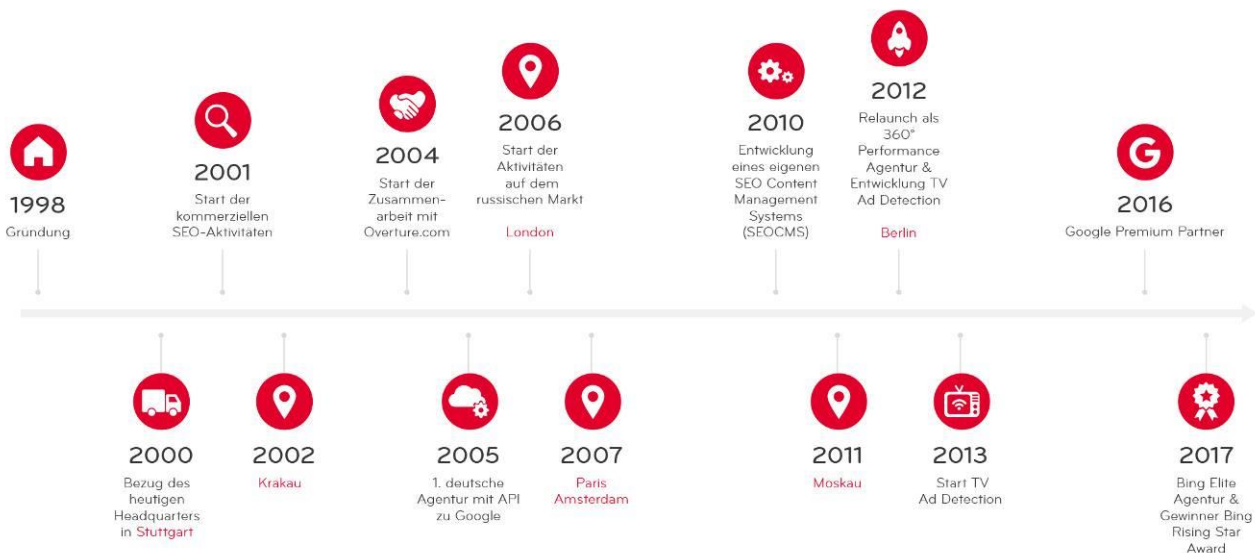 1998
Gründung
2001
Start der
kommerziellen
SEO-Aktivitäten
2004
Start der
Zusammen-
arbeit mit
Overture.com
2006
Start der
Aktivitäten
auf dem
russischen Markt
London
2010
Entwicklung
eines eigenen
SEO Content
Management
Systems
(SEOCMS)
2012
Relaunch als
360°
Performance
Agentur &
Entwicklung TV
Ad Detection
Berlin
G
2016
Google Premium Partner
2000
Bezug des
heutigen
Headquarters
in Stuttgart
2002
Krakau
2005
1. deutsche
Agentur mit API
zu Google
2007
Paris
Amsterdam
2011
Moskau
2013
Start TV
Ad Detection
2017
Bing Elite
Agentur &
Gewinner Bing
Rising Star
Award